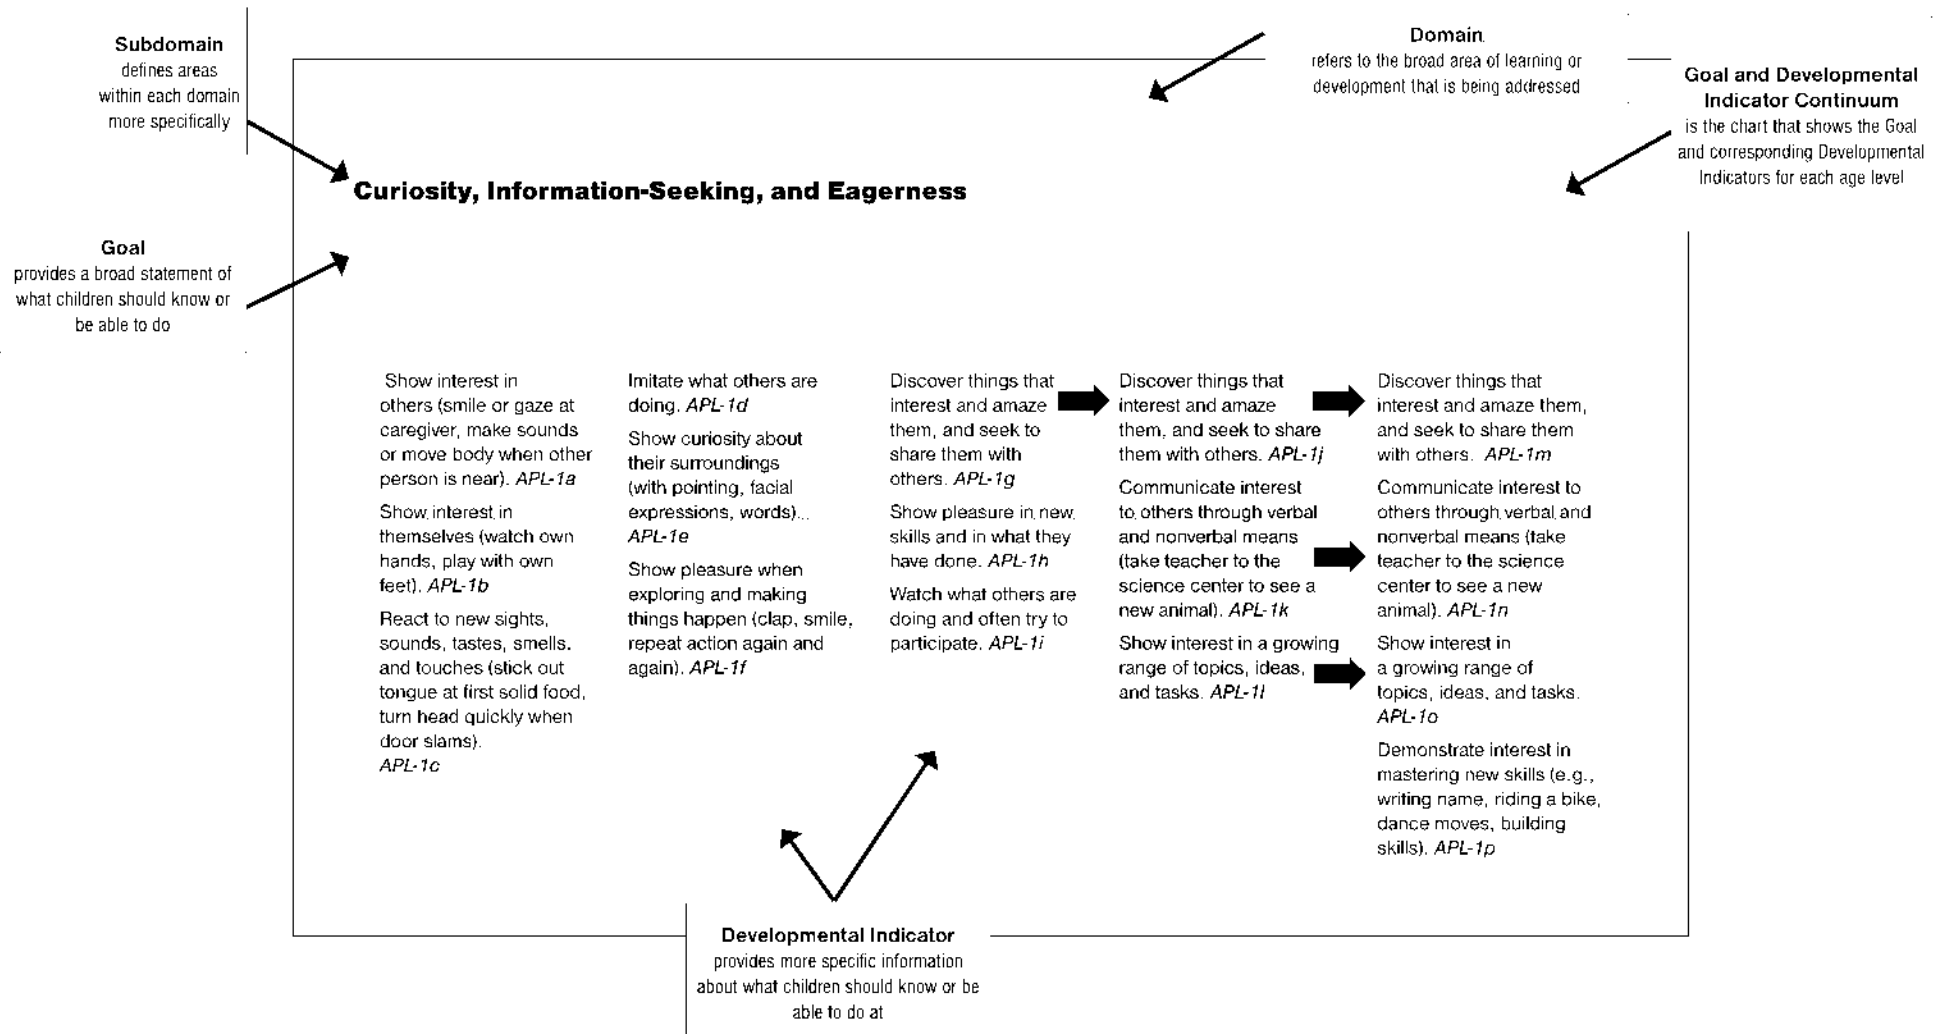 Subdomain
defines areas
within each domain
more specifically
Domain
refers to the broad area of learning or
development that is being addressed
Goal and Developmental
Indicator Continuum
is the chart that shows the Goal
and corresponding Developmental
Indicators for each age level
Curiosity, Information-Seeking, and Eagerness
Goal
provides a broad statement of
what children should know or
be able to do
Show interest in
others (smile or gaze at
caregiver, make sounds
or move body when other
person is near). APL-1a
Show interest in
themselves (watch own
hands, play with own
feet). APL-1b
React to new sights,
sounds, tastes, smells,
and touches (stick out
tongue at first solid food,
turn head quickly when
door slams).
APL-1c
Imitate what others are
doing. APL-1d
Show curiosity about
their surroundings
(with pointing, facial
expressions, words)..
APL-1e
Show pleasure when
exploring and making
things happen (clap, smile,
repeat action again and
again). APL-1f
Discover things that
interest and amaze
them, and seek to
share them with
others. APL-1g
Show pleasure in new
skills and in what they
have done. APL-1h
Watch what others are
doing and often try to
participate. APL-1i
Discover things that
interest and amaze
them, and seek to share
them with others. APL-1j
Communicate interest
to others through verbal
and nonverbal means
(take teacher to the
science center to see a
new animal). APL-1k
Show interest in a growing
range of topics, ideas,
and tasks. APL-1l
Discover things that
interest and amaze them,
and seek to share them
with others. APL-1m
Communicate interest to
others through verbal and
nonverbal means (take
teacher to the science
center to see a new
animal). APL-1n
Show interest in
a growing range of
topics, ideas, and tasks.
APL-1o
Demonstrate interest in
mastering new skills (e.g.,
writing name, riding a bike,
dance moves, building
skills). APL-1p
Developmental Indicator
provides more specific information
about what children should know or be
able to do at